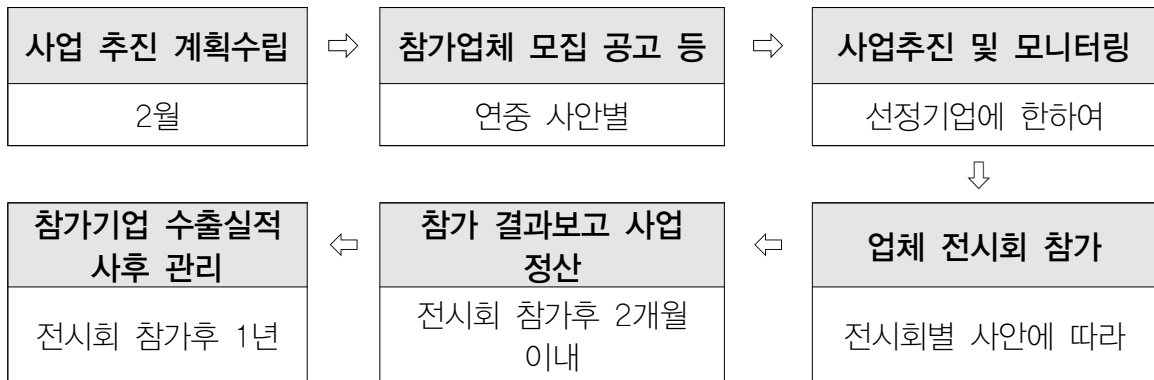 사업 추진 계획수립
⇨
참가업체 모집 공고 등
⇨
사업추진 및 모니터링
2월
연중 사안별
선정기업에 한하여
⇩
참가기업 수출실적
사후 관리
⇦
참가 결과보고 사업
정산
⇦
업체 전시회 참가
전시회 참가후 1년
전시회 참가후 2개월
이내
전시회별 사안에 따라